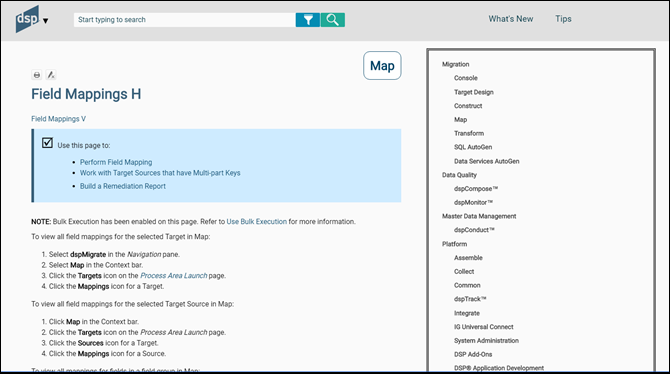 dsp
Start typing to search
What's New
Tips
Map
Field Mappings H
Field Mappings V
Use this page to:
Perform Field Mapping
Work with Target Sources that have Multi-part Keys
Build a Remediation Report
NOTE: Bulk Execution has been enabled on this page. Refer to Use Bulk Execution for more information.
To view all field mappings for the selected Target in Map:
1. Select dspMigrate in the Navigation pane.
2. Select Map in the Context bar.
3. Click the Targets icon on the Process Area Launch page.
4. Click the Mappings icon for a Target.
To view all field mappings for the selected Target Source in Map:
1. Click Map in the Context bar.
2. Click the Targets icon on the Process Area Launch page.
3. Click the Sources icon for a Target.
4. Click the Mappings icon for a Source.
To view all mappings for fields in a field group in Map:
Migration
Console
Target Design
Construct
Map
Transform
SQL AutoGen
Data Services AutoGen
Data Quality
dspCompose™
dspMonitor™
Master Data Management
dspConduct™
Platform
Assemble
Collect
Common
dspTrack™
Integrate
IG Universal Connect
System Administration
DSP Add-Ons
DSP® Application Development